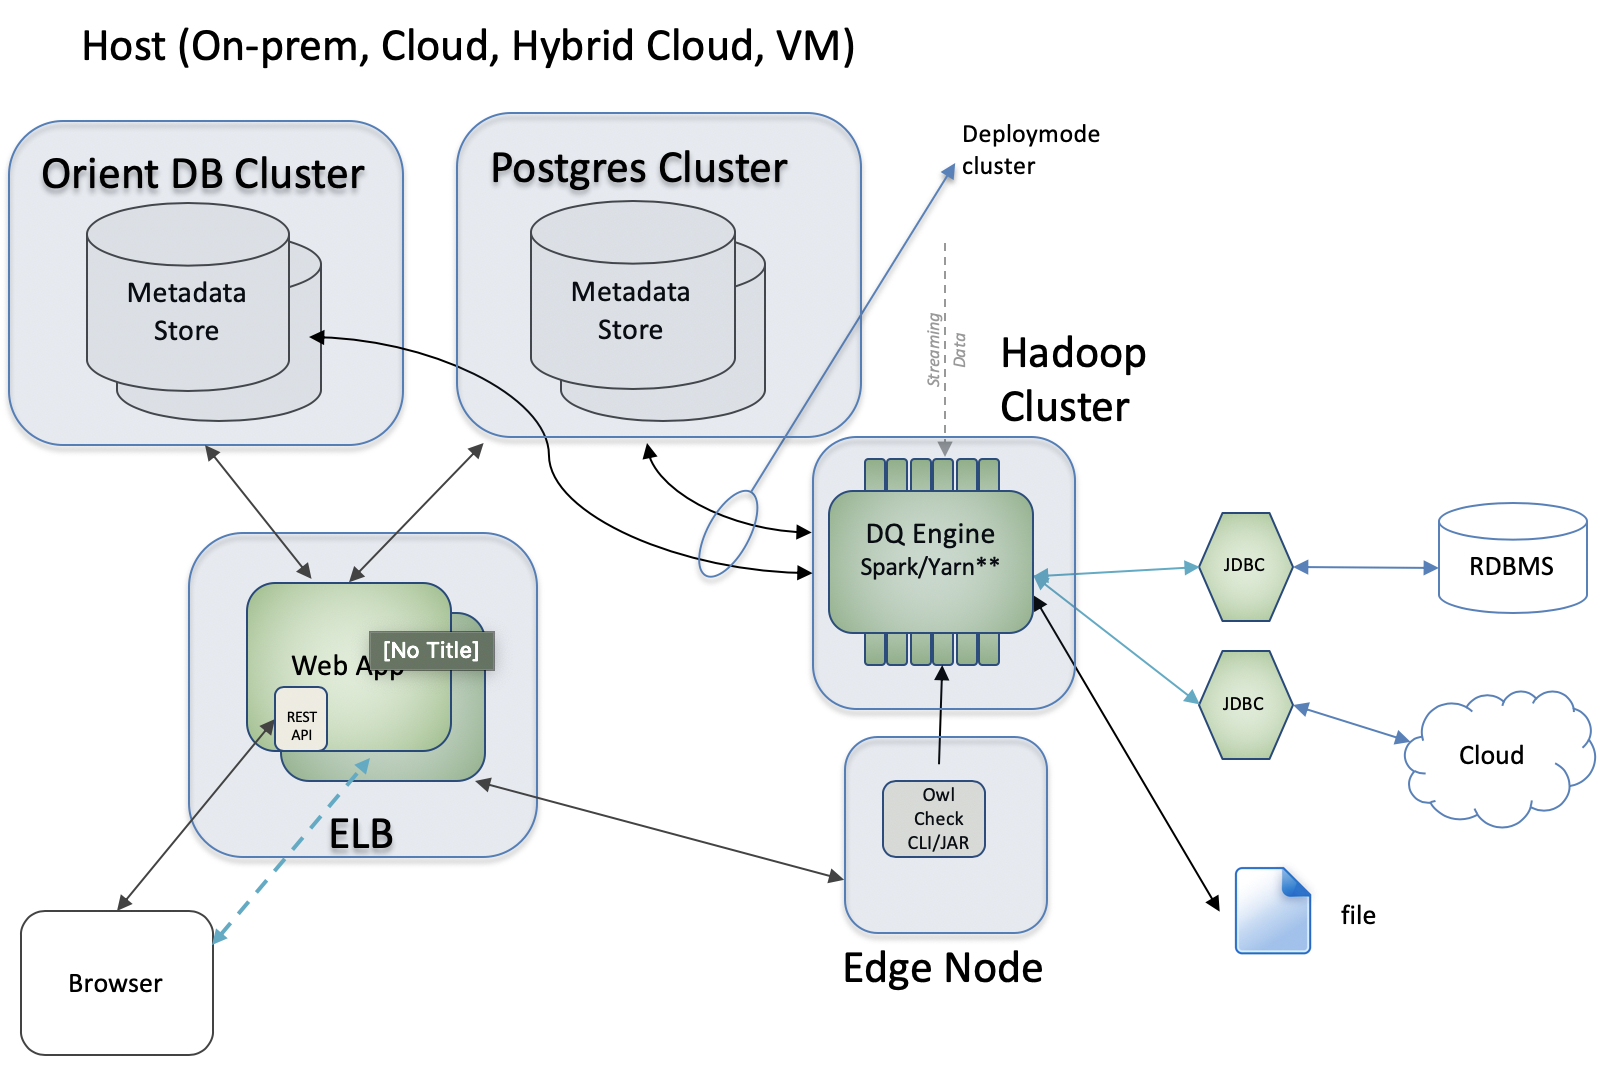 Host (On-prem, Cloud, Hybrid Cloud, VM)
Orient DB Cluster
Metadata
Store
Postgres Cluster
Metadata
Store
Deploymode
cluster
Streaming
Data
Hadoop
Cluster
DQ Engine
Spark/Yarn**
JDBC
RDBMS
JDBC
Cloud
file
Web App
[No Title]
REST
API
ELB
Owl
Check
CLI/JAR
Edge Node
Browser